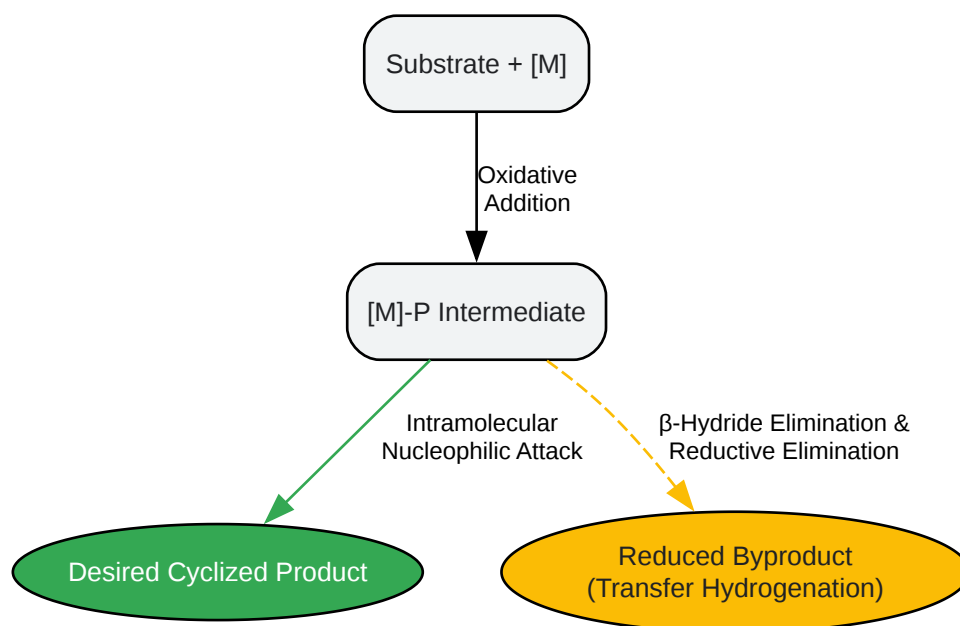 Substrate + [M]
Oxidative
Addition
[M]-P Intermediate
Intramolecular
Nucleophilic Attack
β-Hydride Elimination &
Reductive Elimination
Desired Cyclized Product
Reduced Byproduct
(Transfer Hydrogenation)